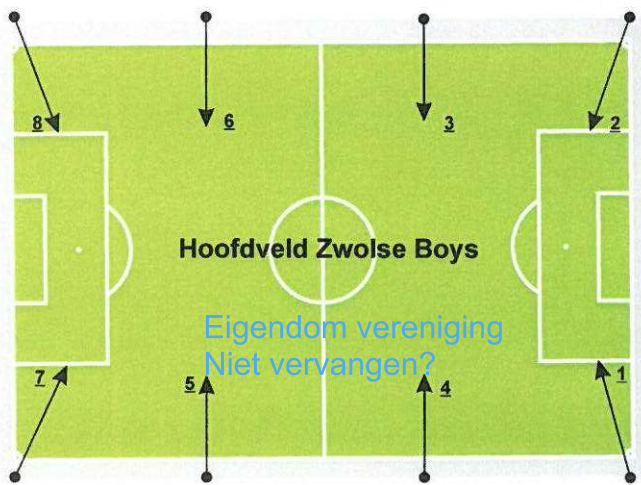 8 6 3 2
Hoofdveld Zwolse Boys
Eigendom vereniging
Niet vervangen?
7 5 4 1